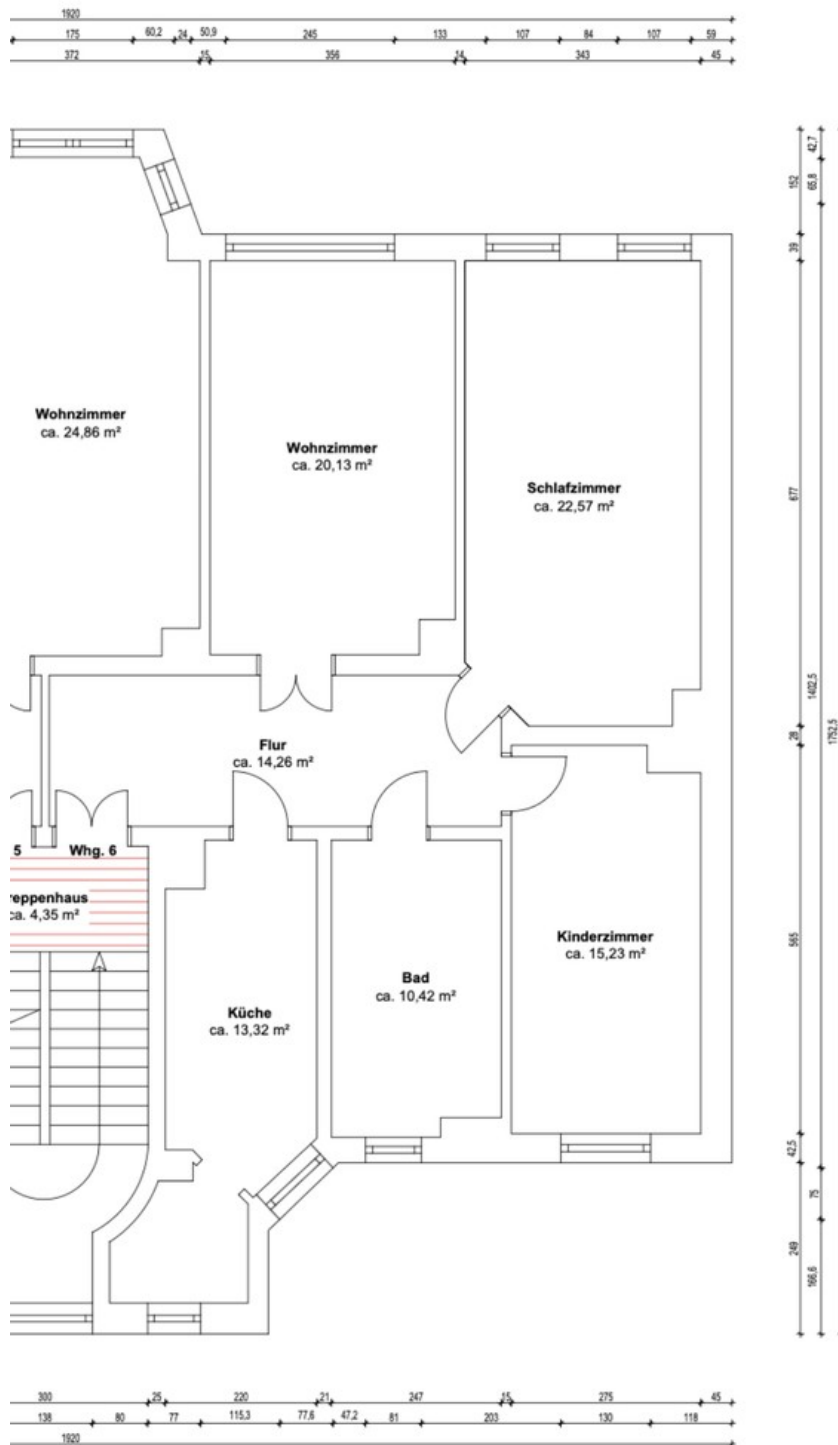 1920
175 60,2 24 50,9 245 133 107 84 107 59
372 15 356 14 343 45
42,7
152
65,8
39
Wohnzimmer
ca. 24,86 m²
Wohnzimmer
ca. 20,13 m²
Schlafzimmer
ca. 22,57 m²
677
1402,5
1752,5
28
Flur
ca. 14,26 m²
5 Whg. 6
reppenhaus
ca. 4,35 m²
565
Kinderzimmer
ca. 15,23 m²
Bad
ca. 10,42 m²
Küche
ca. 13,32 m²
42,5
75
249
166,6
300 25 220 21 247 15 275 45
138 80 77 115,3 77,6 47,2 81 203 130 118
1920